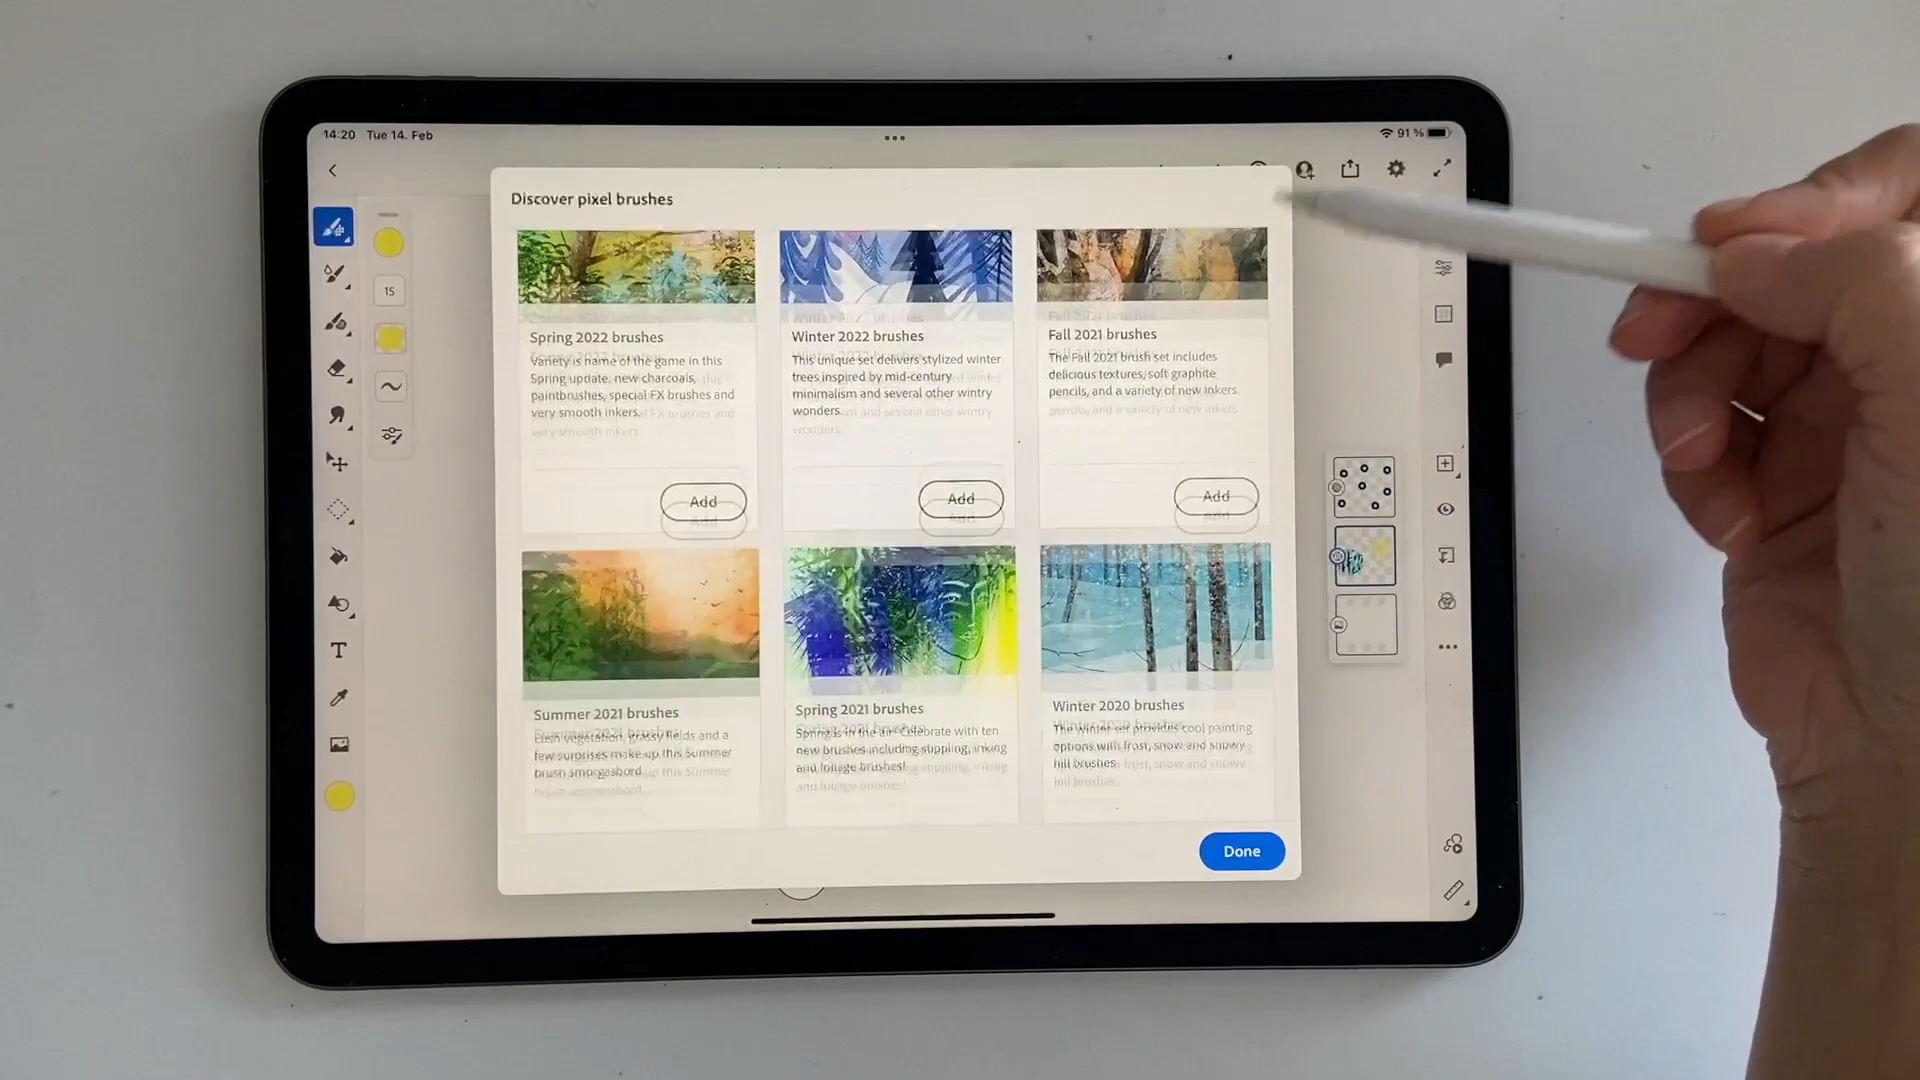 14:20 Tue 14. Feb
91 %
Discover pixel brushes
15
Spring 2022 brushes
Variety is name of the game in this
Spring update, new charcoals,
paintbrushes, special FX brushes and
very smooth inkers.
Add
Winter 2022 brushes
This unique set delivers stylized winter
trees inspired by mid-century
minimalism and several other wintry
wonders.
Add
Fall 2021 brushes
The Fall 2021 brush set includes
delicious textures, soft graphite
pencils, and a variety of new inkers.
Add
Summer 2021 brushes
Lush vegetation, grassy fields and a
few surprises make up this Summer
brush smorgasbord.
Spring 2021 brushes
Spring is in the air! Celebrate with ten
new brushes including stippling, inking
and foliage brushes!
Winter 2020 brushes
The Winter set provides cool painting
options with frost, snow and snowy
hill brushes.
T
Done